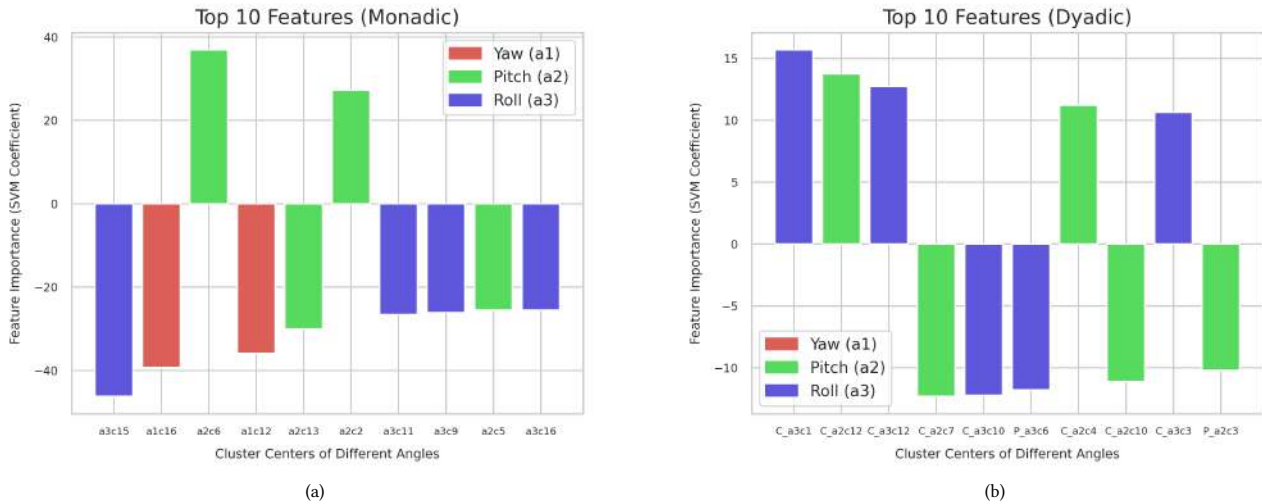 Top 10 Features (Monadic)
Feature Importance (SVM Coefficient)
40
20
0
−20
−40
Yaw (a1)
Pitch (a2)
Roll (a3)
a3c15 a1c16 a2c6 a1c12 a2c13 a2c2 a3c11 a3c9 a2c5 a3c16
Cluster Centers of Different Angles
(a)
Top 10 Features (Dyadic)
Feature Importance (SVM Coefficient)
15
10
5
0
−5
−10
Yaw (a1)
Pitch (a2)
Roll (a3)
C_a3c1 C_a2c12 C_a3c12 C_a2c7 C_a3c10 P_a3c6 C_a2c4 C_a2c10 C_a3c3 P_a2c3
Cluster Centers of Different Angles
(b)